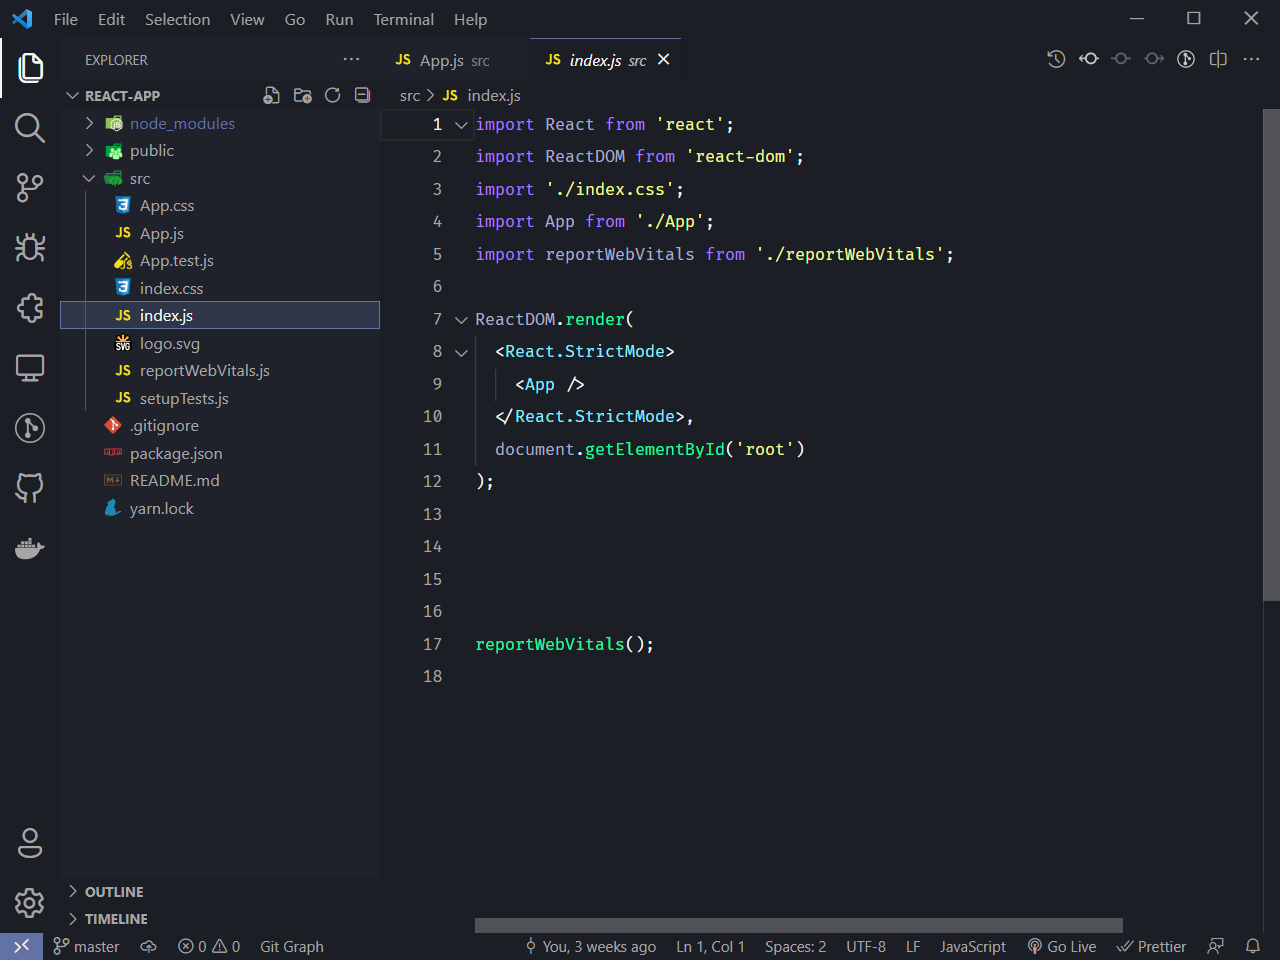 File Edit Selection View Go Run Terminal Help
EXPLORER
JS App.js src
JS index.js src
REACT-APP
src JS index.js
node_modules
public
src
App.css
JS App.js
App.test.js
index.css
JS index.js
SVG logo.svg
JS reportWebVitals.js
JS setupTests.js
.gitignore
package.json
README.md
yarn.lock
1 import React from 'react';
2 import ReactDOM from 'react-dom';
3 import './index.css';
4 import App from './App';
5 import reportWebVitals from './reportWebVitals';
6
7 ReactDOM.render(
8 <React.StrictMode>
9 <App />
10 </React.StrictMode>,
11 document.getElementById('root')
12 );
13
14
15
16
17 reportWebVitals();
18
OUTLINE
TIMELINE
master 0 0 Git Graph You, 3 weeks ago Ln 1, Col 1 Spaces: 2 UTF-8 LF JavaScript Go Live Prettier